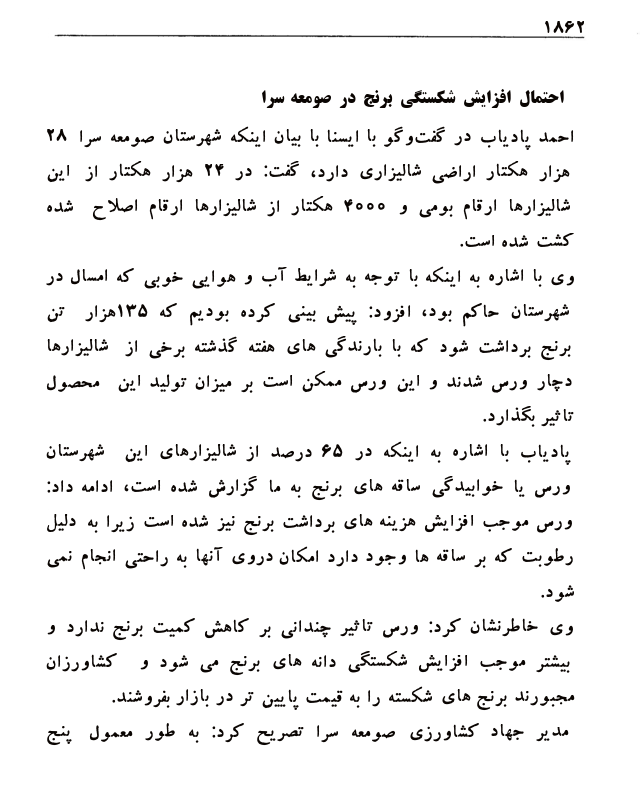 ۱۸۶۲
احتمال افزایش شکستگی برنج در صومعه سرا
احمد پادیاب در گفت‌وگو با ایسنا با بیان اینکه شهرستان صومعه سرا ۲۸
هزار هکتار اراضی شالیزاری دارد، گفت: در ۲۴ هزار هکتار از این
شالیزارها ارقام بومی و ۴۰۰۰ هکتار از شالیزارها ارقام اصلاح شده
کشت شده است.
وی با اشاره به اینکه با توجه به شرایط آب و هوایی خوبی که امسال در
شهرستان حاکم بود، افزود: پیش بینی کرده بودیم که ۱۳۵هزار تن
برنج برداشت شود که با بارندگی های هفته گذشته برخی از شالیزارها
دچار ورس شدند و این ورس ممکن است بر میزان تولید این محصول
تاثیر بگذارد.
پادیاب با اشاره به اینکه در ۶۵ درصد از شالیزارهای این شهرستان
ورس یا خوابیدگی ساقه های برنج به ما گزارش شده است، ادامه داد:
ورس موجب افزایش هزینه های برداشت برنج نیز شده است زیرا به دلیل
رطوبت که بر ساقه ها وجود دارد امکان دروی آنها به راحتی انجام نمی
شود.
وی خاطرنشان کرد: ورس تاثیر چندانی بر کاهش کمیت برنج ندارد و
بیشتر موجب افزایش شکستگی دانه های برنج می شود و کشاورزان
مجبورند برنج های شکسته را به قیمت پایین تر در بازار بفروشند.
مدیر جهاد کشاورزی صومعه سرا تصریح کرد: به طور معمول پنج